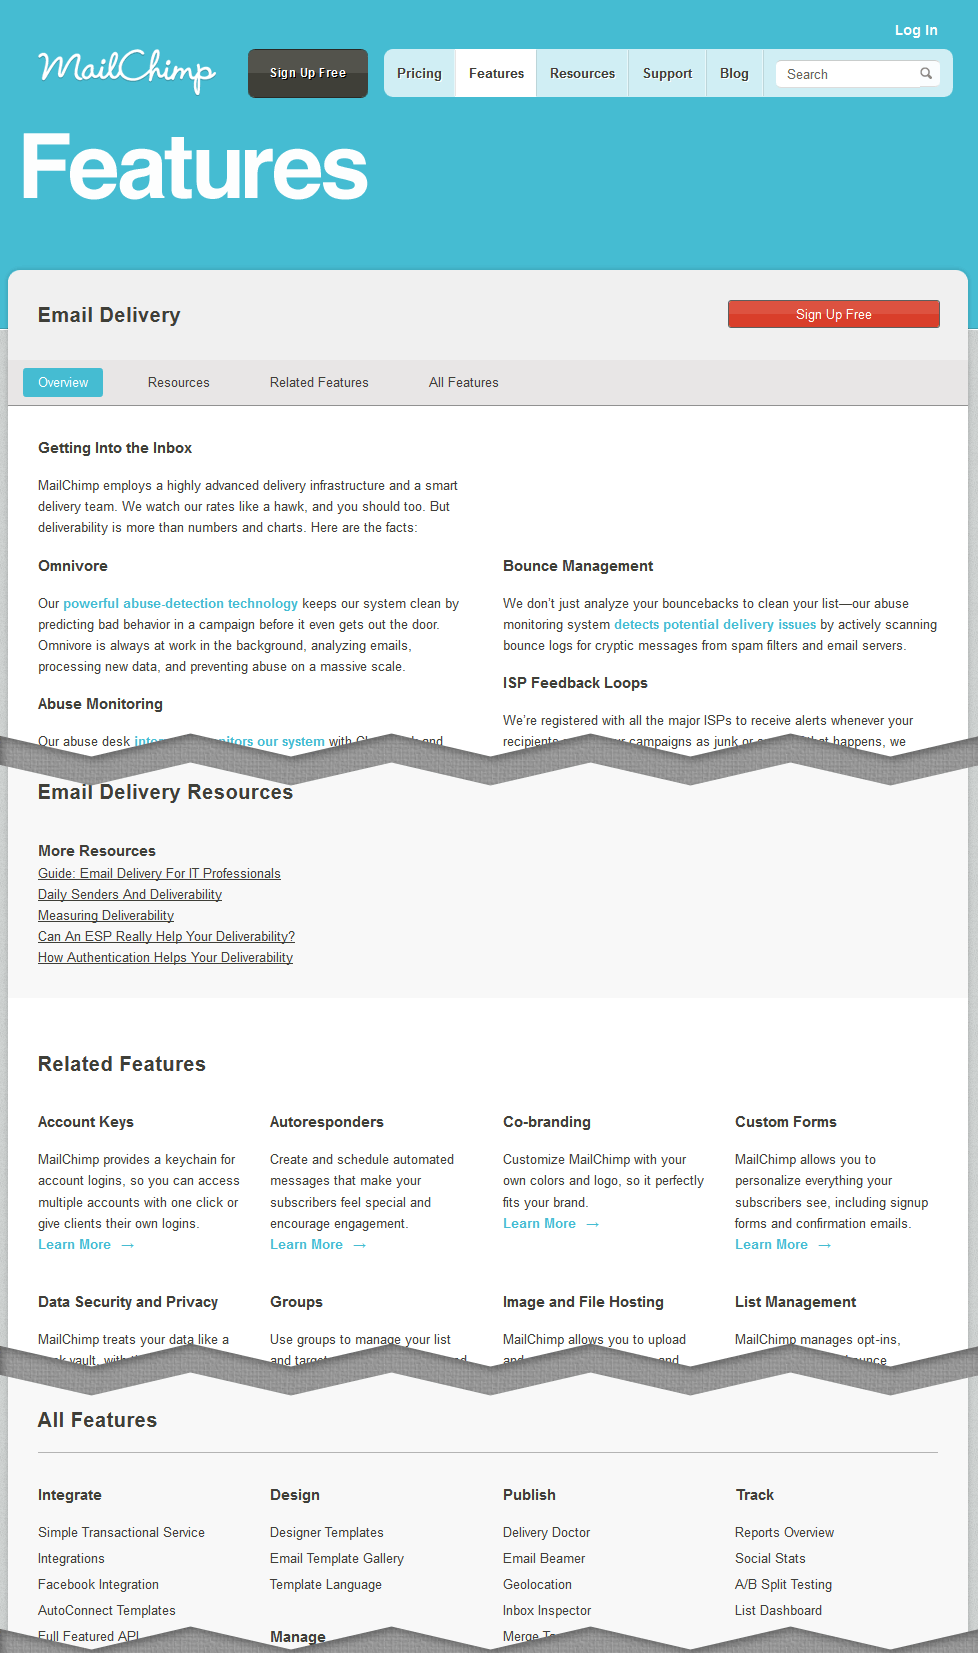 Log In
MailChimp
Sign Up Free
Pricing
Features
Resources
Support
Blog
Search
Features
Email Delivery
Sign Up Free
Overview
Resources
Related Features
All Features
Getting Into the Inbox
MailChimp employs a highly advanced delivery infrastructure and a smart
delivery team. We watch our rates like a hawk, and you should too. But
deliverability is more than numbers and charts. Here are the facts:
Omnivore
Our powerful abuse-detection technology keeps our system clean by
predicting bad behavior in a campaign before it even gets out the door.
Omnivore is always at work in the background, analyzing emails,
processing new data, and preventing abuse on a massive scale.
Abuse Monitoring
Our abuse desk our system with and
Bounce Management
We don’t just analyze your bouncebacks to clean your list—our abuse
monitoring system detects potential delivery issues by actively scanning
bounce logs for cryptic messages from spam filters and email servers.
ISP Feedback Loops
We’re registered with all the major ISPs to receive alerts whenever your
recipients campaigns as junk or happens, we
Email Delivery Resources
More Resources
Guide: Email Delivery For IT Professionals
Daily Senders And Deliverability
Measuring Deliverability
Can An ESP Really Help Your Deliverability?
How Authentication Helps Your Deliverability
Related Features
Account Keys
MailChimp provides a keychain for
account logins, so you can access
multiple accounts with one click or
give clients their own logins.
Learn More →
Autoresponders
Create and schedule automated
messages that make your
subscribers feel special and
encourage engagement.
Learn More →
Co-branding
Customize MailChimp with your
own colors and logo, so it perfectly
fits your brand.
Learn More →
Custom Forms
MailChimp allows you to
personalize everything your
subscribers see, including signup
forms and confirmation emails.
Learn More →
Data Security and Privacy
MailChimp treats your data like a
vault, with
Groups
Use groups to manage your list
and target and
Image and File Hosting
MailChimp allows you to upload
and and
List Management
MailChimp manages opt-ins,
bounce
All Features
Integrate
Simple Transactional Service
Integrations
Facebook Integration
AutoConnect Templates
Full Featured API
Design
Designer Templates
Email Template Gallery
Template Language
Manage
Publish
Delivery Doctor
Email Beamer
Geolocation
Inbox Inspector
Merge
Track
Reports Overview
Social Stats
A/B Split Testing
List Dashboard